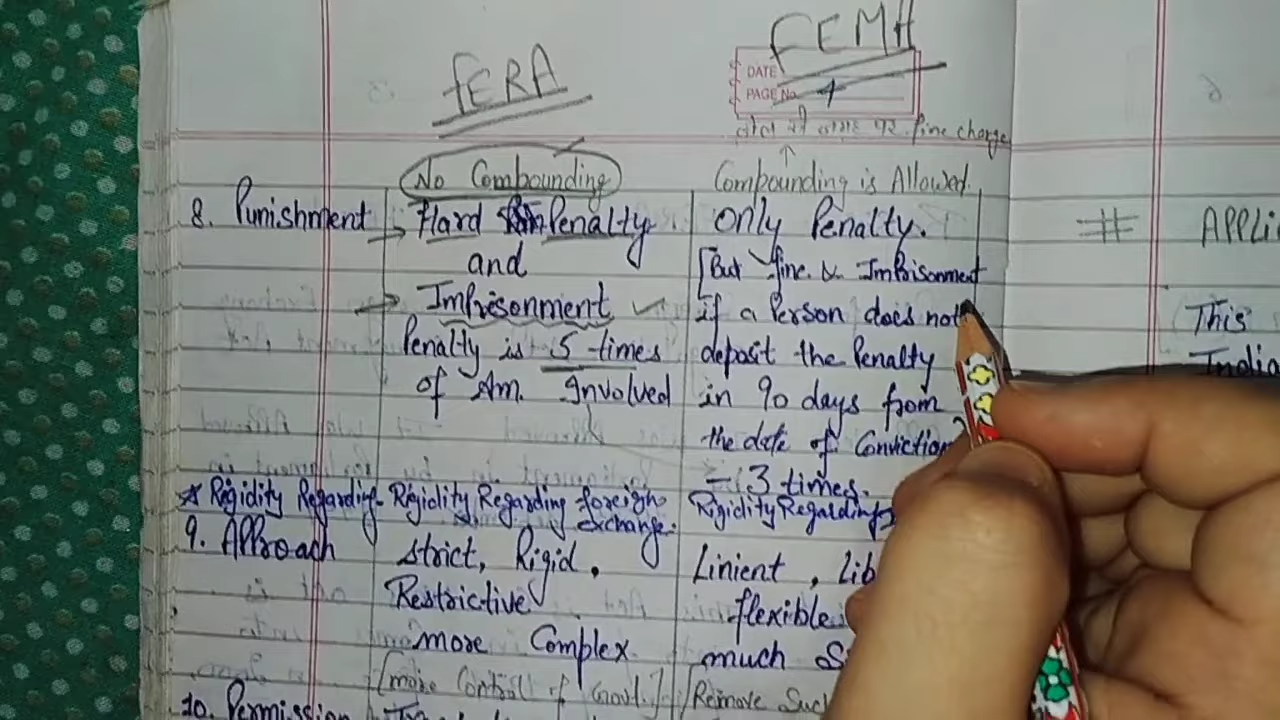 FERA
FEMA
DATE
PAGE No.
पर fine charge
No Compounding
Compounding is Allowed.
8. Punishment
Hard Penalty
and
Imprisonment
Penalty is 5 times
of Am. Involved
Only Penalty.
[But fine & Imprisonment
if a Person does not
deposit the Penalty
in 90 days from
the date of Conviction
= 3 times.
* Rigidity Regarding
Rigidity Regarding foreign
exchange.
Rigidity Regarding
9. Approach
Strict, Rigid,
Restrictive
more Complex
[more Control of Govt.]
Linient, Lib
flexible
much S
[Remove Suc
10. Permission
# APPLI
This
India